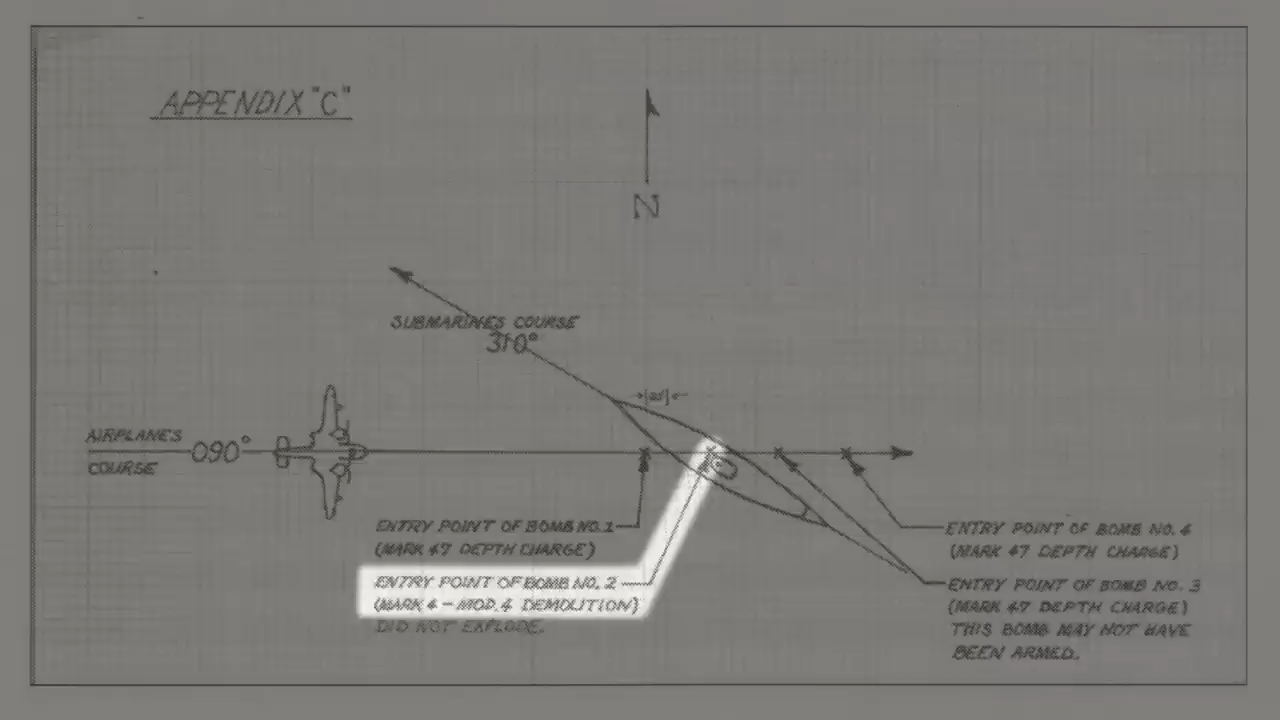 APPENDIX "C"
N
SUBMARINES COURSE
310°
AIRPLANES
090°
COURSE
ENTRY POINT OF BOMB NO. 1
(MARK 47 DEPTH CHARGE)
ENTRY POINT OF BOMB NO. 2
(MARK 4 - MOD. 4 DEMOLITION)
DID NOT EXPLODE.
ENTRY POINT OF BOMB NO. 4
(MARK 47 DEPTH CHARGE)
ENTRY POINT OF BOMB NO. 3
(MARK 47 DEPTH CHARGE)
THIS BOMB MAY NOT HAVE
BEEN ARMED.